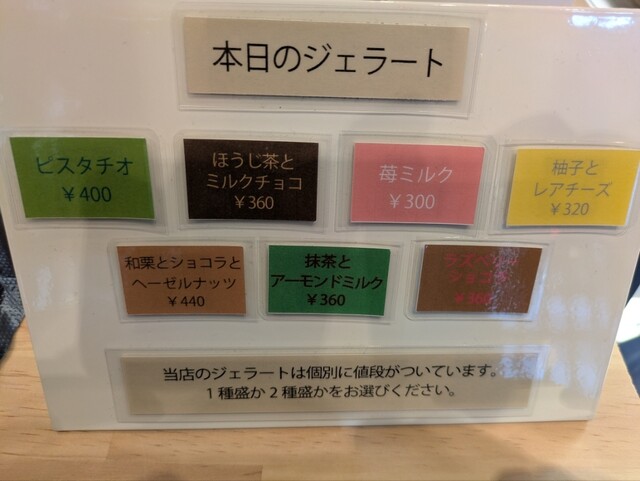 本日のジェラート
ピスタチオ
￥400
ほうじ茶と
ミルクチョコ
￥360
苺ミルク
￥300
柚子と
レアチーズ
￥320
和栗とショコラと
ヘーゼルナッツ
￥440
抹茶と
アーモンドミルク
￥360
￥360
当店のジェラートは個別に値段がついています。
1種盛か2種盛かをお選びください。